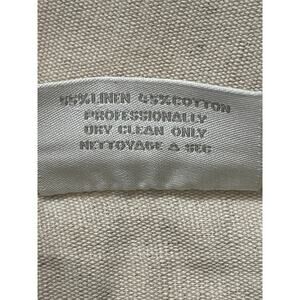 55%LINEN 45%COTTON
PROFESSIONALLY
DRY CLEAN ONLY
NETTOYAGE A SEC